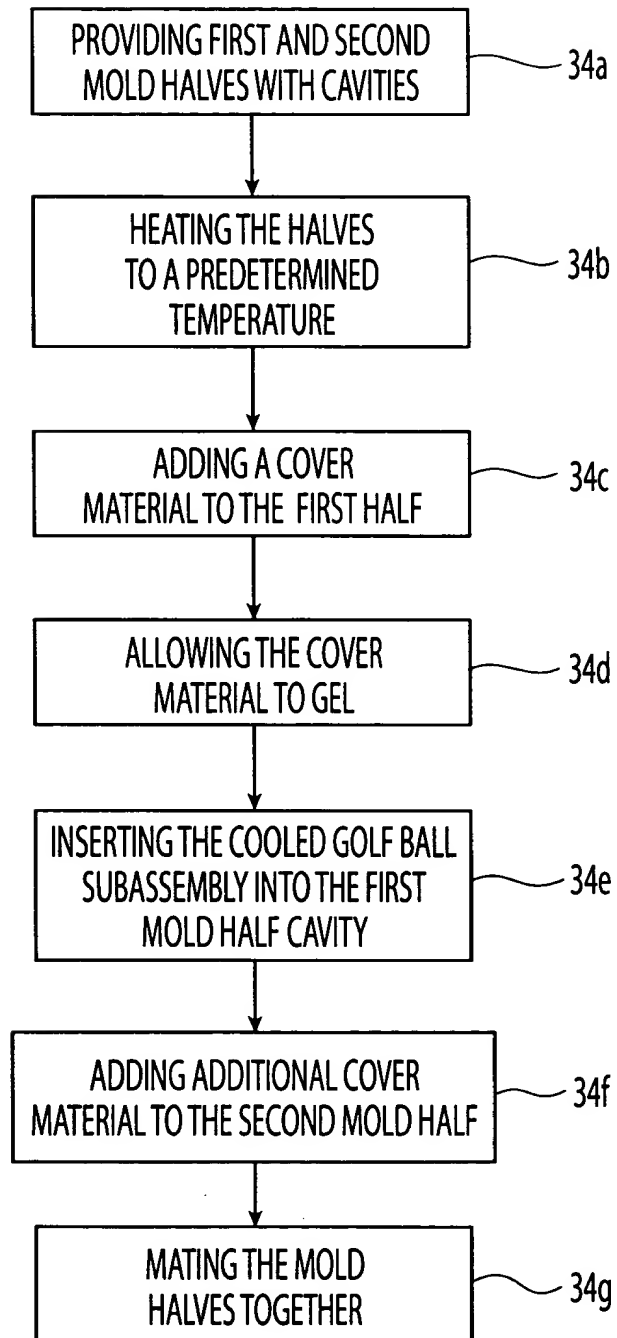 PROVIDING FIRST AND SECOND
MOLD HALVES WITH CAVITIES
34a
HEATING THE HALVES
TO A PREDETERMINED
TEMPERATURE
34b
ADDING A COVER
MATERIAL TO THE FIRST HALF
34c
ALLOWING THE COVER
MATERIAL TO GEL
34d
INSERTING THE COOLED GOLF BALL
SUBASSEMBLY INTO THE FIRST
MOLD HALF CAVITY
34e
ADDING ADDITIONAL COVER
MATERIAL TO THE SECOND MOLD HALF
34f
MATING THE MOLD
HALVES TOGETHER
34g